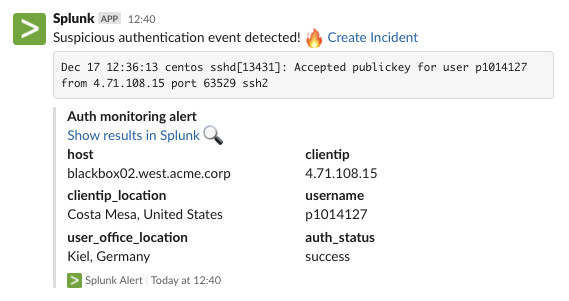 Splunk APP 12:40
Suspicious authentication event detected! 🔥 Create Incident
Dec 17 12:36:13 centos sshd[13431]: Accepted publickey for user p1014127
from 4.71.108.15 port 63529 ssh2
Auth monitoring alert
Show results in Splunk 🔍
host clientip
blackbox02.west.acme.corp 4.71.108.15
clientip_location username
Costa Mesa, United States p1014127
user_office_location auth_status
Kiel, Germany success
Splunk Alert | Today at 12:40